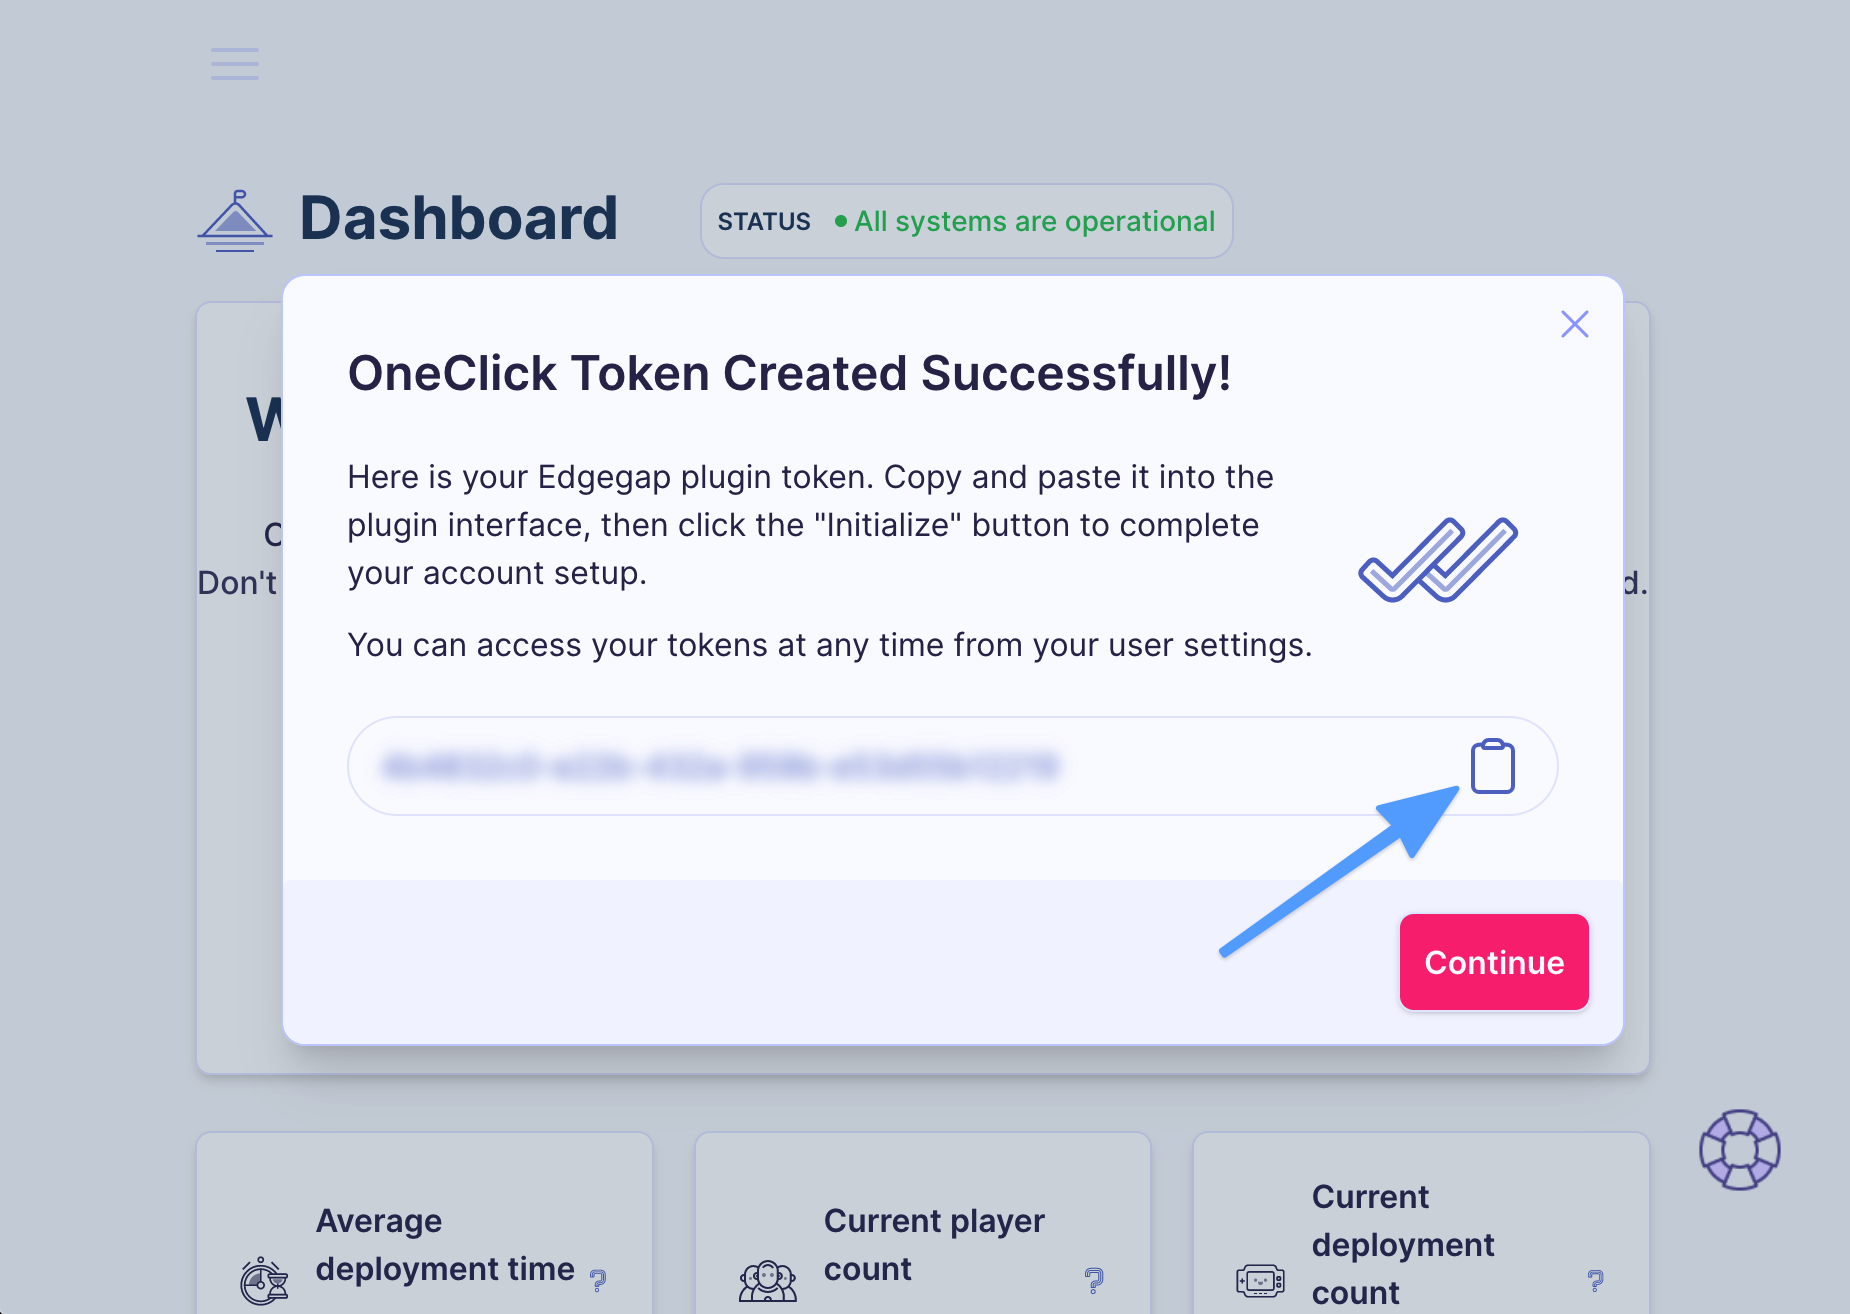 Dashboard
STATUS All systems are operational
OneClick Token Created Successfully!
Here is your Edgegap plugin token. Copy and paste it into the
plugin interface, then click the "Initialize" button to complete
your account setup.
Don't
d.
You can access your tokens at any time from your user settings.
Continue
Average
deployment time
Current player
count
Current
deployment
count